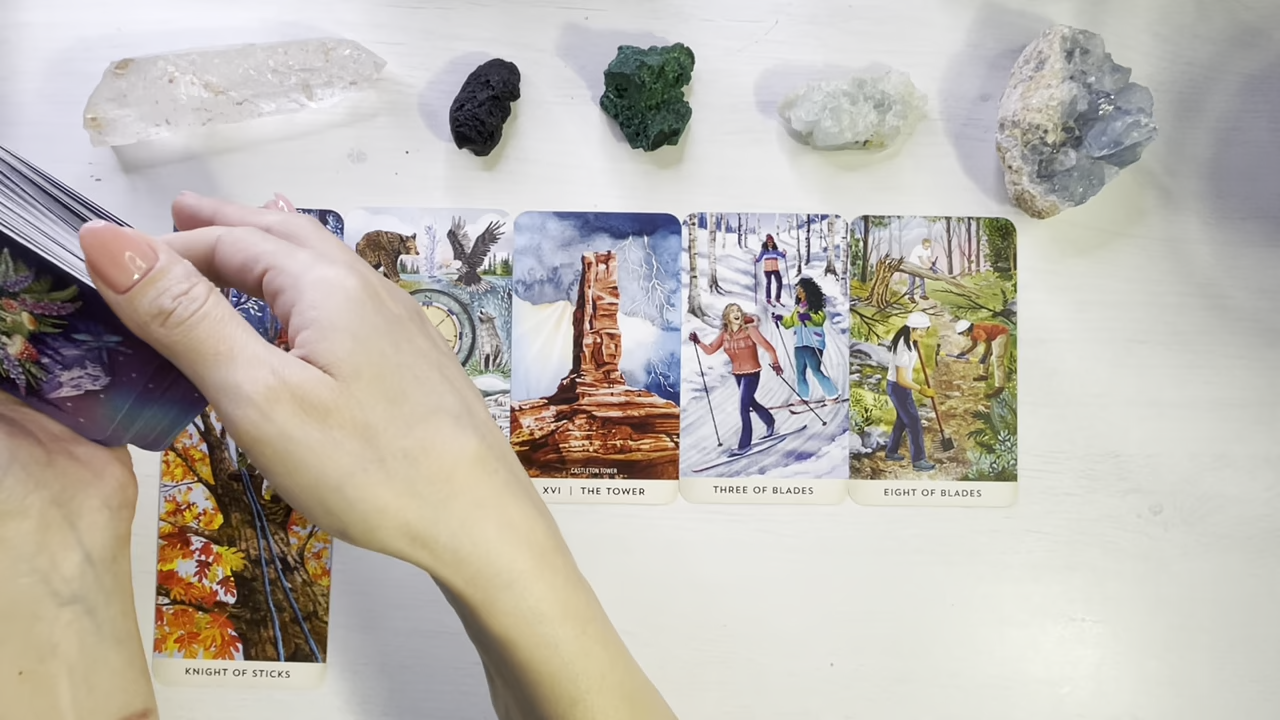 CASTLETON TOWER
XVI | THE TOWER
THREE OF BLADES
EIGHT OF BLADES
KNIGHT OF STICKS